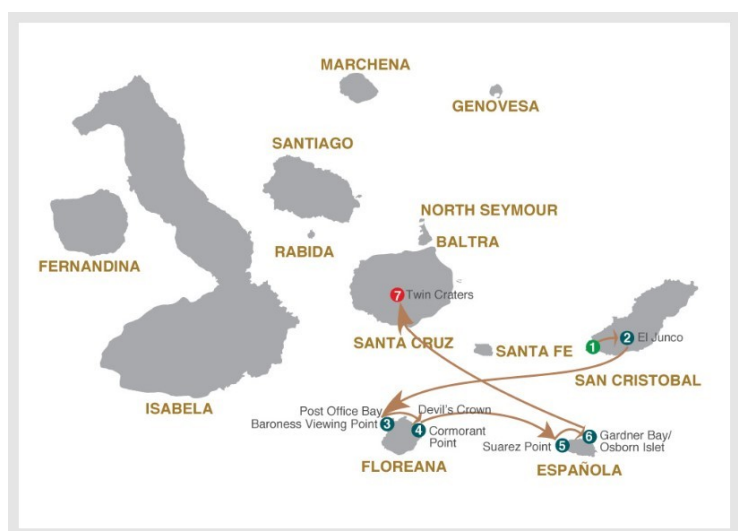 MARCHENA
GENOVESA
SANTIAGO
NORTH SEYMOUR
BALTRA
RABIDA
FERNANDINA
7 Twin Craters
SANTA CRUZ
1
2 El Junco
SANTA FE
SAN CRISTOBAL
ISABELA
Post Office Bay
Baroness Viewing Point 3
Devil's Crown
4 Cormorant
Point
FLOREANA
Suarez Point 5
6 Gardner Bay/
Osborn Islet
ESPAÑOLA